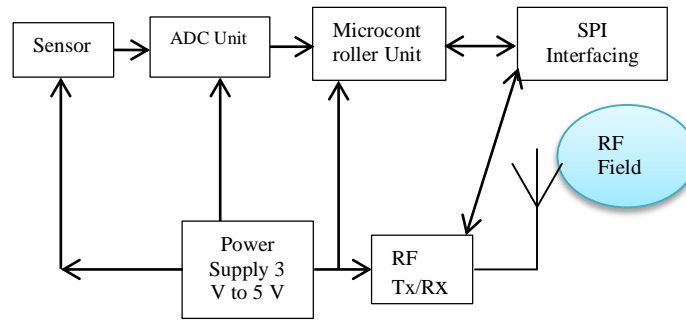 Sensor
ADC Unit
Microcont
roller Unit
SPI
Interfacing
RF
Field
Power
Supply 3
V to 5 V
RF
Tx/Rx